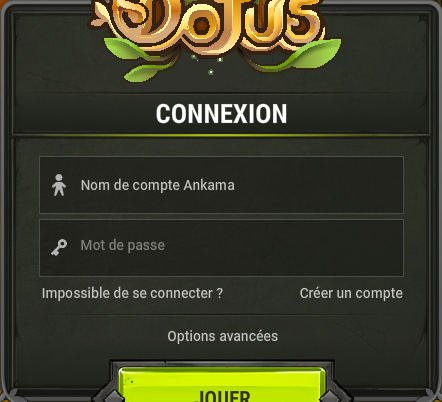 DOFUS
CONNEXION
Nom de compte Ankama
Mot de passe
Impossible de se connecter ?
Créer un compte
Options avancées
JOUER